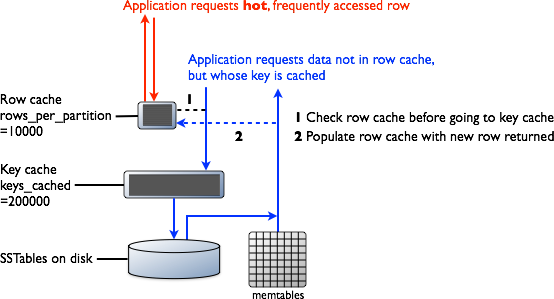 Application requests hot, frequently accessed row
Application requests data not in row cache,
but whose key is cached
Row cache
rows_per_partition
=10000
1
1 Check row cache before going to key cache
2
2 Populate row cache with new row returned
Key cache
keys_cached
=200000
SSTables on disk
memtables